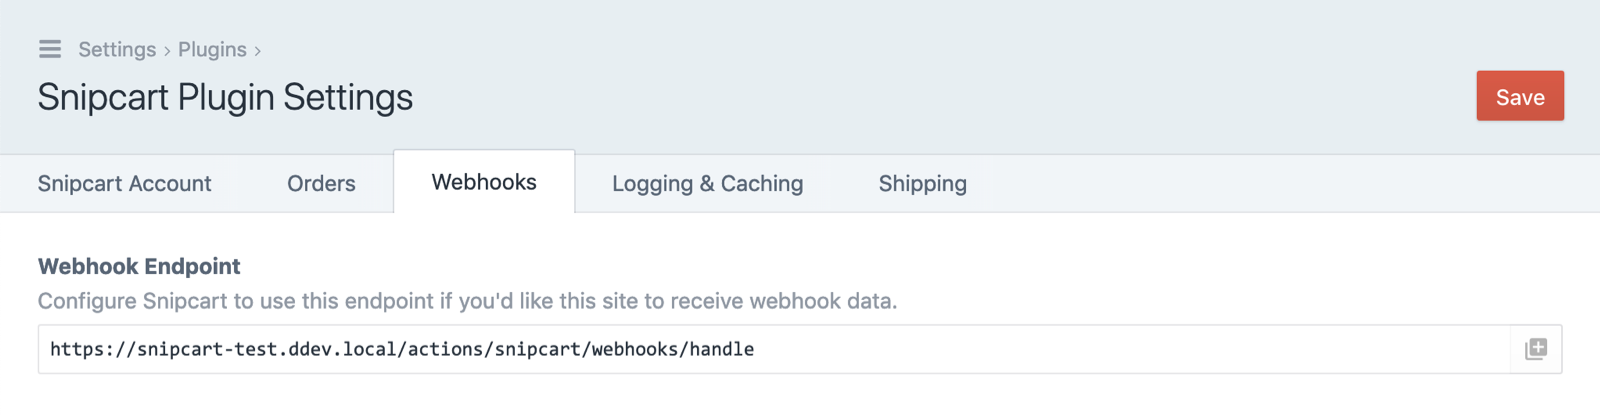 Settings › Plugins ›
Snipcart Plugin Settings
Save
Snipcart Account Orders Webhooks Logging & Caching Shipping
Webhook Endpoint
Configure Snipcart to use this endpoint if you'd like this site to receive webhook data.
https://snipcart-test.ddev.local/actions/snipcart/webhooks/handle